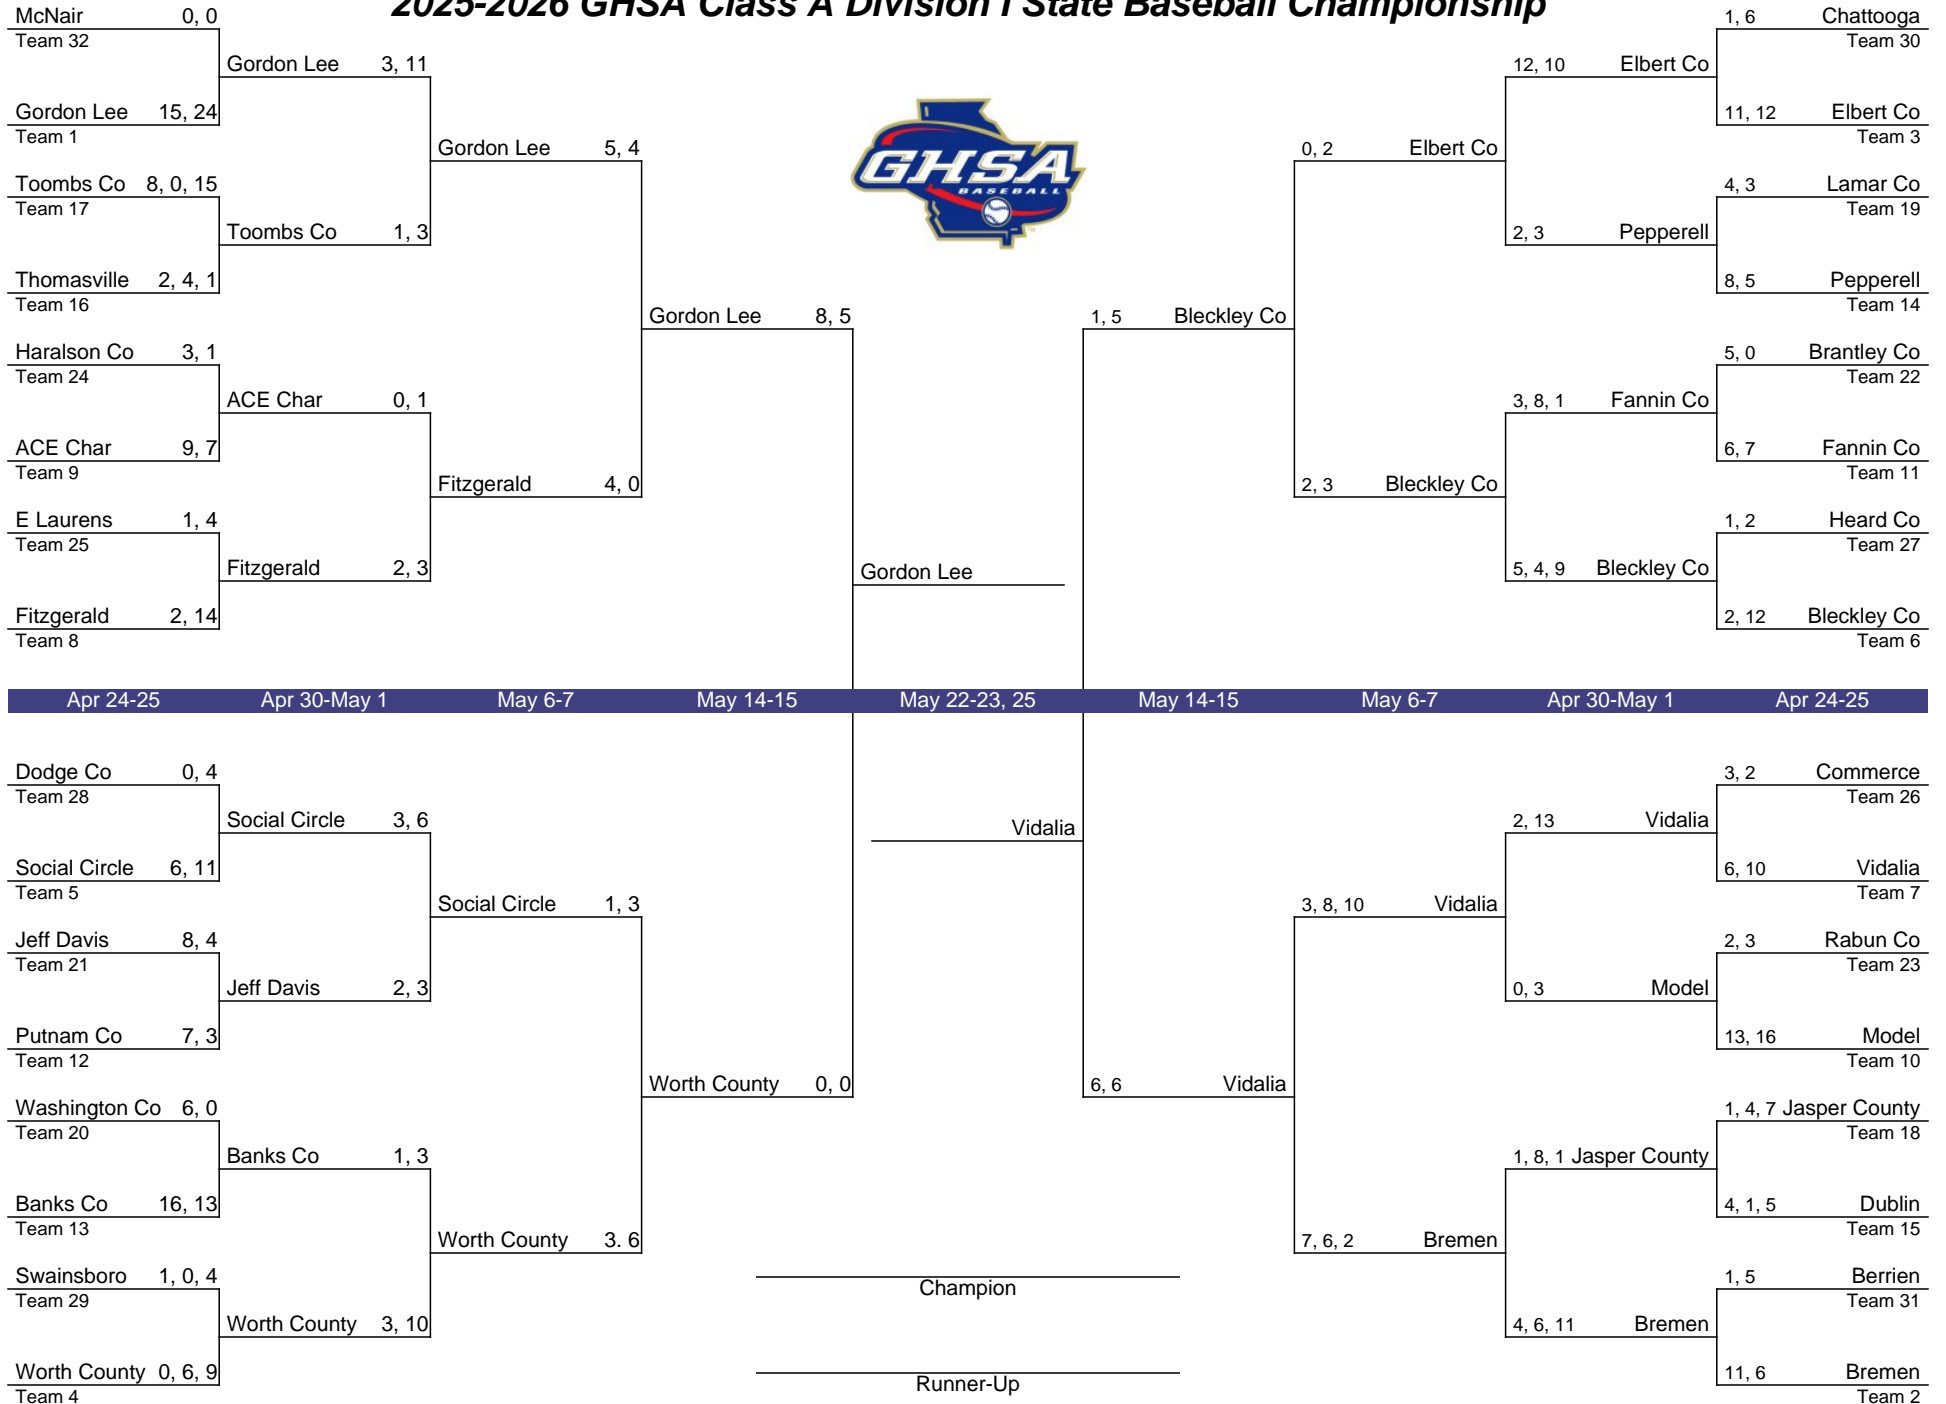 2025-2026 GHSA Class A Division I State Baseball Championship
McNair 0, 0
Team 32
Gordon Lee 3, 11
Gordon Lee 15, 24
Team 1
Gordon Lee 5, 4
Toombs Co 8, 0, 15
Team 17
Toombs Co 1, 3
Thomasville 2, 4, 1
Team 16
Gordon Lee 8, 5
Haralson Co 3, 1
Team 24
ACE Char 0, 1
ACE Char 9, 7
Team 9
Fitzgerald 4, 0
E Laurens 1, 4
Team 25
Fitzgerald 2, 3
Fitzgerald 2, 14
Team 8
GHSA
BASEBALL
Gordon Lee
1, 6 Chattooga
Team 30
12, 10 Elbert Co
11, 12 Elbert Co
Team 3
0, 2 Elbert Co
4, 3 Lamar Co
Team 19
2, 3 Pepperell
8, 5 Pepperell
Team 14
1, 5 Bleckley Co
5, 0 Brantley Co
Team 22
3, 8, 1 Fannin Co
6, 7 Fannin Co
Team 11
2, 3 Bleckley Co
1, 2 Heard Co
Team 27
5, 4, 9 Bleckley Co
2, 12 Bleckley Co
Team 6
Apr 24-25 Apr 30-May 1 May 6-7 May 14-15 May 22-23, 25 May 14-15 May 6-7 Apr 30-May 1 Apr 24-25
Dodge Co 0, 4
Team 28
Social Circle 3, 6
Social Circle 6, 11
Team 5
Social Circle 1, 3
Jeff Davis 8, 4
Team 21
Jeff Davis 2, 3
Putnam Co 7, 3
Team 12
Worth County 0, 0
Washington Co 6, 0
Team 20
Banks Co 1, 3
Banks Co 16, 13
Team 13
Worth County 3. 6
Swainsboro 1, 0, 4
Team 29
Worth County 3, 10
Worth County 0, 6, 9
Team 4
Vidalia
Champion
Runner-Up
3, 2 Commerce
Team 26
2, 13 Vidalia
6, 10 Vidalia
Team 7
3, 8, 10 Vidalia
2, 3 Rabun Co
Team 23
0, 3 Model
13, 16 Model
Team 10
6, 6 Vidalia
1, 4, 7 Jasper County
Team 18
1, 8, 1 Jasper County
4, 1, 5 Dublin
Team 15
7, 6, 2 Bremen
1, 5 Berrien
Team 31
4, 6, 11 Bremen
11, 6 Bremen
Team 2